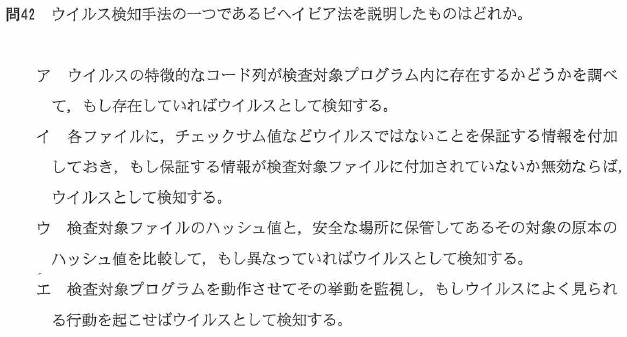 問42 ウイルス検知手法の一つであるビヘイビア法を説明したものはどれか。
ア ウイルスの特徴的なコード列が検査対象プログラム内に存在するかどうかを調べ
て，もし存在していればウイルスとして検知する。
イ 各ファイルに，チェックサム値などウイルスではないことを保証する情報を付加
しておき，もし保証する情報が検査対象ファイルに付加されていないか無効ならば，
ウイルスとして検知する。
ウ 検査対象ファイルのハッシュ値と，安全な場所に保管してあるその対象の原本の
ハッシュ値を比較して，もし異なっていればウイルスとして検知する。
エ 検査対象プログラムを動作させてその挙動を監視し，もしウイルスによく見られ
る行動を起こせばウイルスとして検知する。